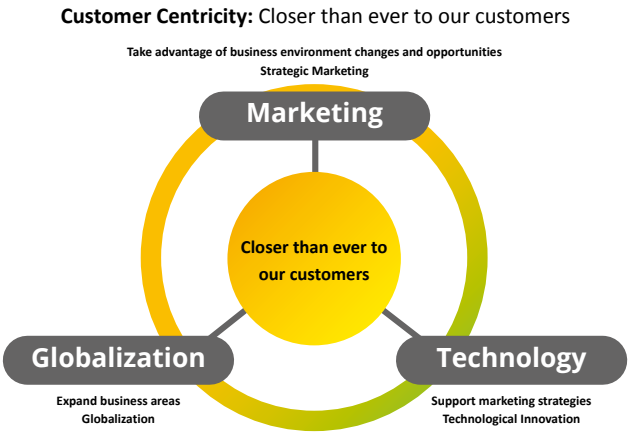 Customer Centricity: Closer than ever to our customers
Take advantage of business environment changes and opportunities
Strategic Marketing
Marketing
Closer than ever to
our customers
Globalization
Expand business areas
Globalization
Technology
Support marketing strategies
Technological Innovation